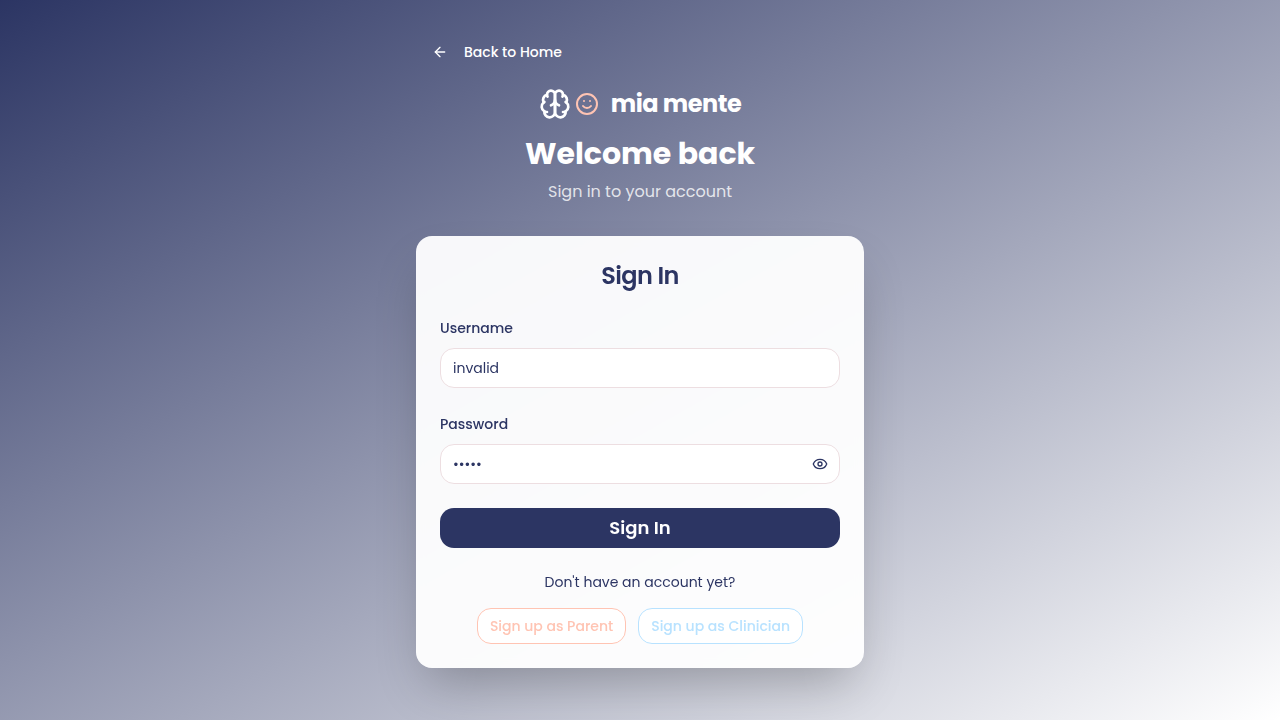 Back to Home
mia mente
Welcome back
Sign in to your account
Sign In
Username
invalid
Password
•••••
Sign In
Don't have an account yet?
Sign up as Parent
Sign up as Clinician